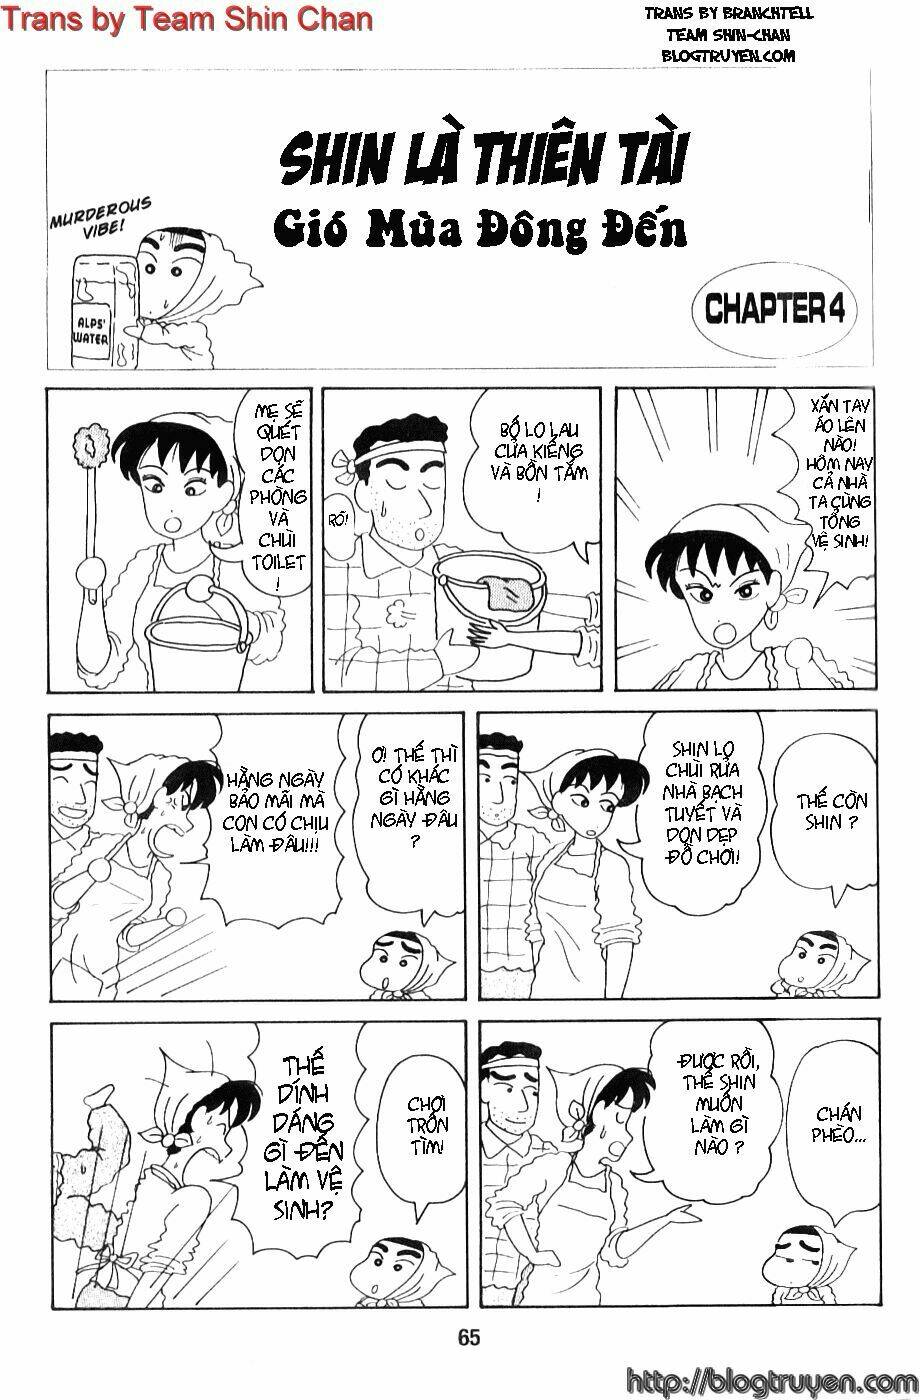 Trans by Team Shin Chan
TRANS BY BRANCHTELL
TEAM SHIN-CHAN
BLOGTRUYEN.COM
SHIN LÀ THIÊN TÀI
Gió Mùa Đông Đến
MURDEROUS
VIBE!
ALPS'
WATER
CHAPTER 4
XẮN TAY
ÁO LÊN
NÀO!
HÔM NAY
CẢ NHÀ
TA CÙNG
TỔNG
VỆ SINH!
BỐ LO LAU
CỬA KIẾNG
VÀ BỒN TẮM
!
RÕ!
MẸ SẼ
QUÉT
DỌN
CÁC
PHÒNG
VÀ
CHÙI
TOILET
!
THẾ CÒN
SHIN ?
SHIN LO
CHÙI RỬA
NHÀ BẠCH
TUYẾT VÀ
DỌN DẸP
ĐỒ CHƠI!
Ơ! THẾ THÌ
CÓ KHÁC
GÌ HẰNG
NGÀY ĐÂU
?
HẰNG NGÀY
BẢO MÃI MÀ
CON CÓ CHỊU
LÀM ĐÂU!!!
CHÁN
PHÈO...
ĐƯỢC RỒI,
THẾ SHIN
MUỐN
LÀM GÌ
NÀO ?
CHƠI
TRỐN
TÌM!
THẾ
DÍNH
DÁNG
GÌ ĐẾN
LÀM VỆ
SINH?
65
http://blogtruyen.com